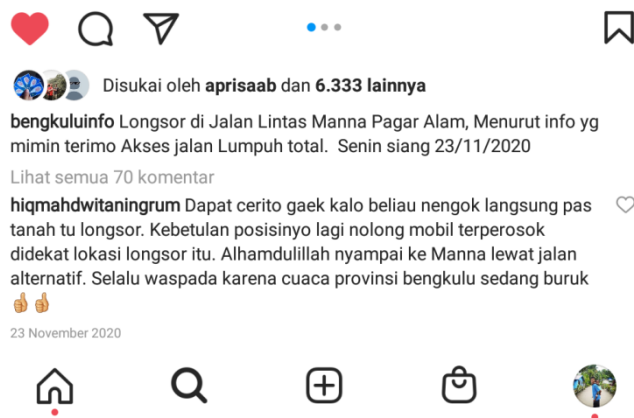 Disukai oleh aprisaab dan 6.333 lainnya
bengkuluinfo Longsor di Jalan Lintas Manna Pagar Alam, Menurut info yg
mimin terimo Akses jalan Lumpuh total. Senin siang 23/11/2020
Lihat semua 70 komentar
hiqmahdwitaningrum Dapat cerito gaek kalo beliau nengok langsung pas
tanah tu longsor. Kebetulan posisinyo lagi nolong mobil terperosok
didekat lokasi longsor itu. Alhamdulillah nyampai ke Manna lewat jalan
alternatif. Selalu waspada karena cuaca provinsi bengkulu sedang buruk
👍👍
23 November 2020